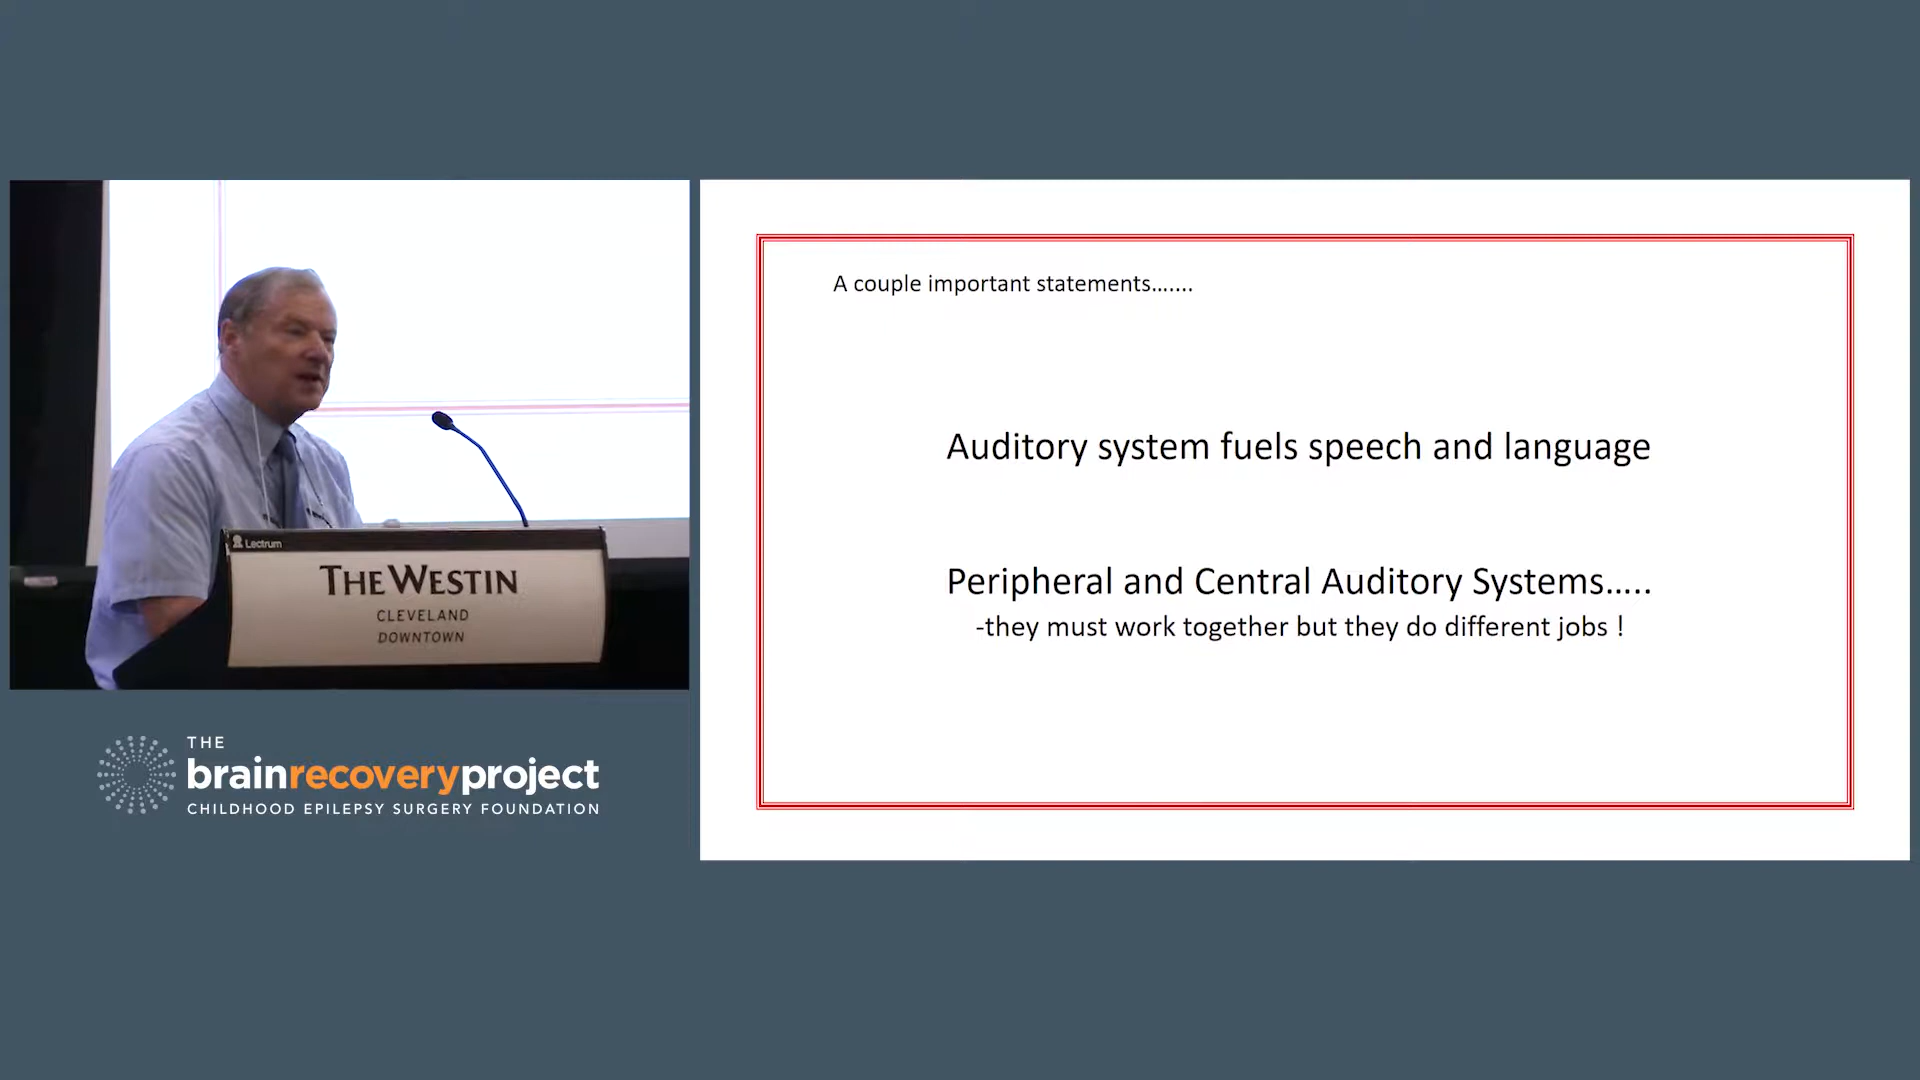 Lectrum
THE WESTIN
CLEVELAND
DOWNTOWN
THE
brainrecoveryproject
CHILDHOOD EPILEPSY SURGERY FOUNDATION
A couple important statements.......
Auditory system fuels speech and language
Peripheral and Central Auditory Systems.....
-they must work together but they do different jobs !